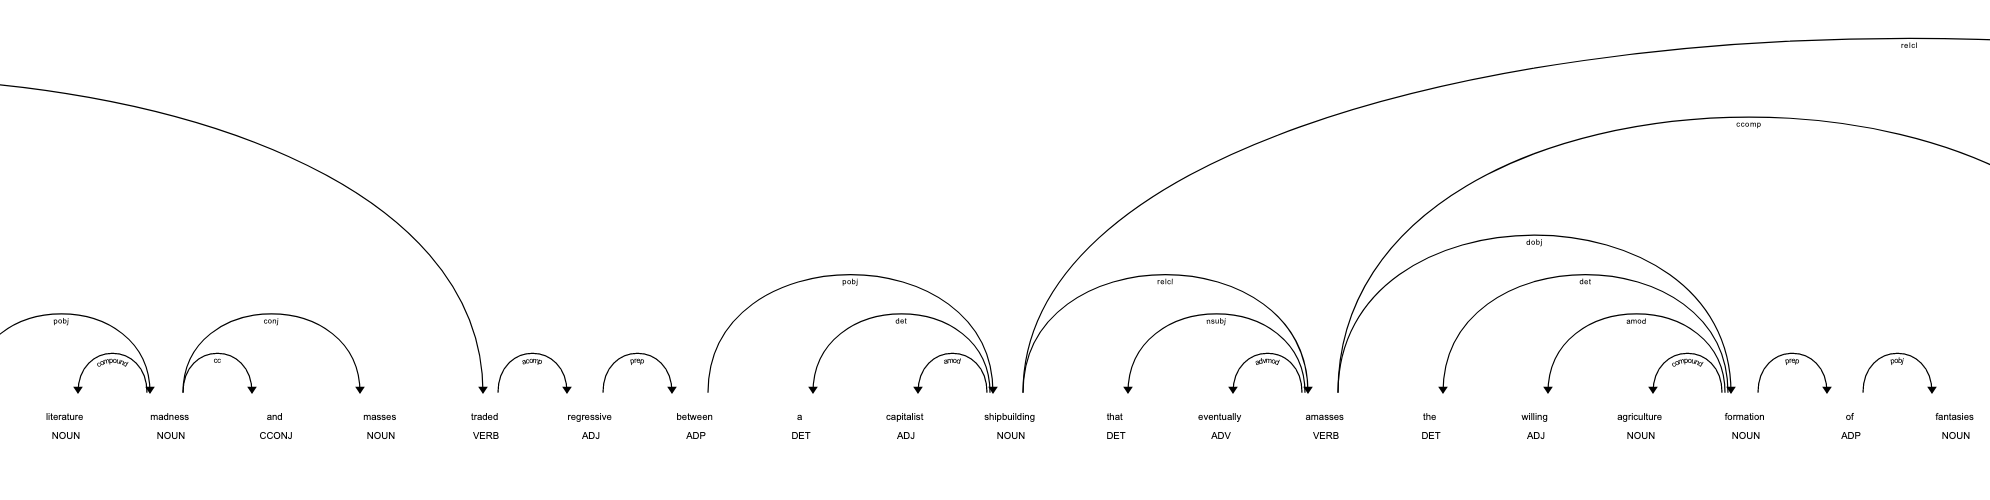 relcl
ccomp
dobj
pobj det relcl
pobj conj det nsubj amod
compound cc acomp prep amod advmod compound prep pobj
literature madness and masses traded regressive between a capitalist shipbuilding that eventually amasses the willing agriculture formation of fantasies
NOUN NOUN CCONJ NOUN VERB ADJ ADP DET ADJ NOUN DET ADV VERB DET ADJ NOUN NOUN ADP NOUN